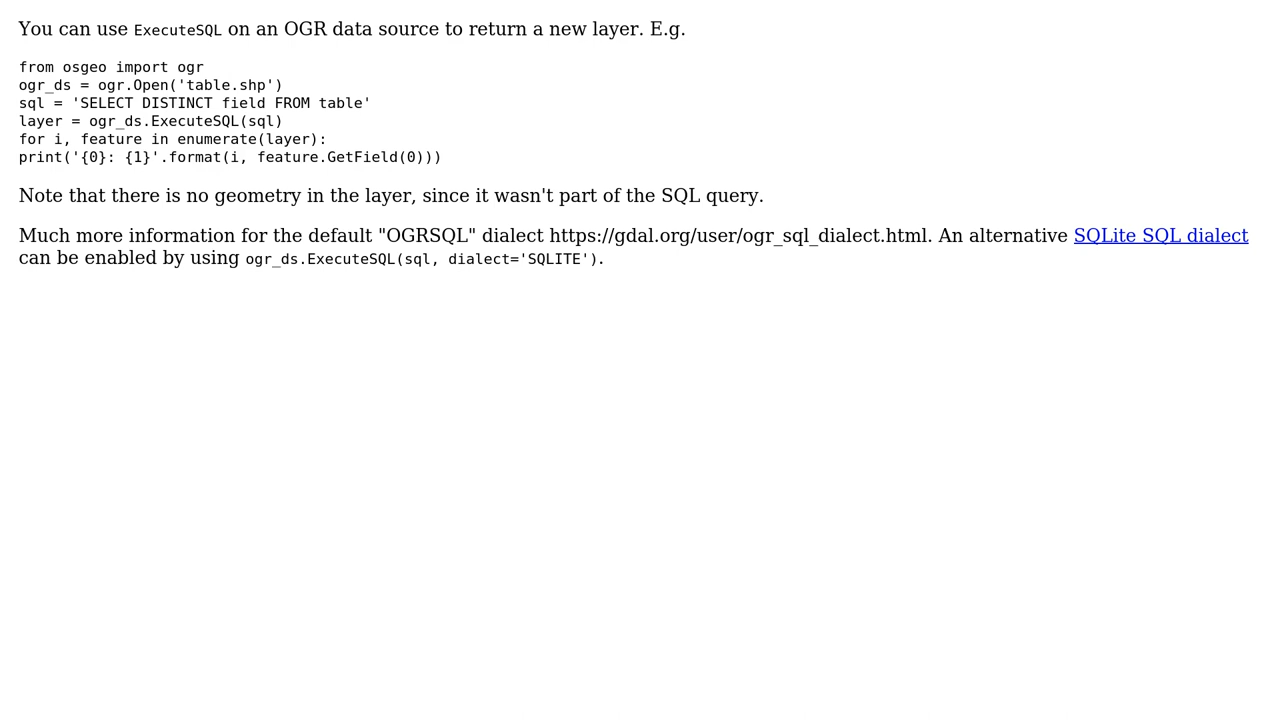 You can use ExecuteSQL on an OGR data source to return a new layer. E.g.
from osgeo import ogr
ogr_ds = ogr.Open('table.shp')
sql = 'SELECT DISTINCT field FROM table'
layer = ogr_ds.ExecuteSQL(sql)
for i, feature in enumerate(layer):
print('{0}: {1}'.format(i, feature.GetField(0)))
Note that there is no geometry in the layer, since it wasn't part of the SQL query.
Much more information for the default "OGRSQL" dialect https://gdal.org/user/ogr_sql_dialect.html. An alternative SQLite SQL dialect
can be enabled by using ogr_ds.ExecuteSQL(sql, dialect='SQLITE').